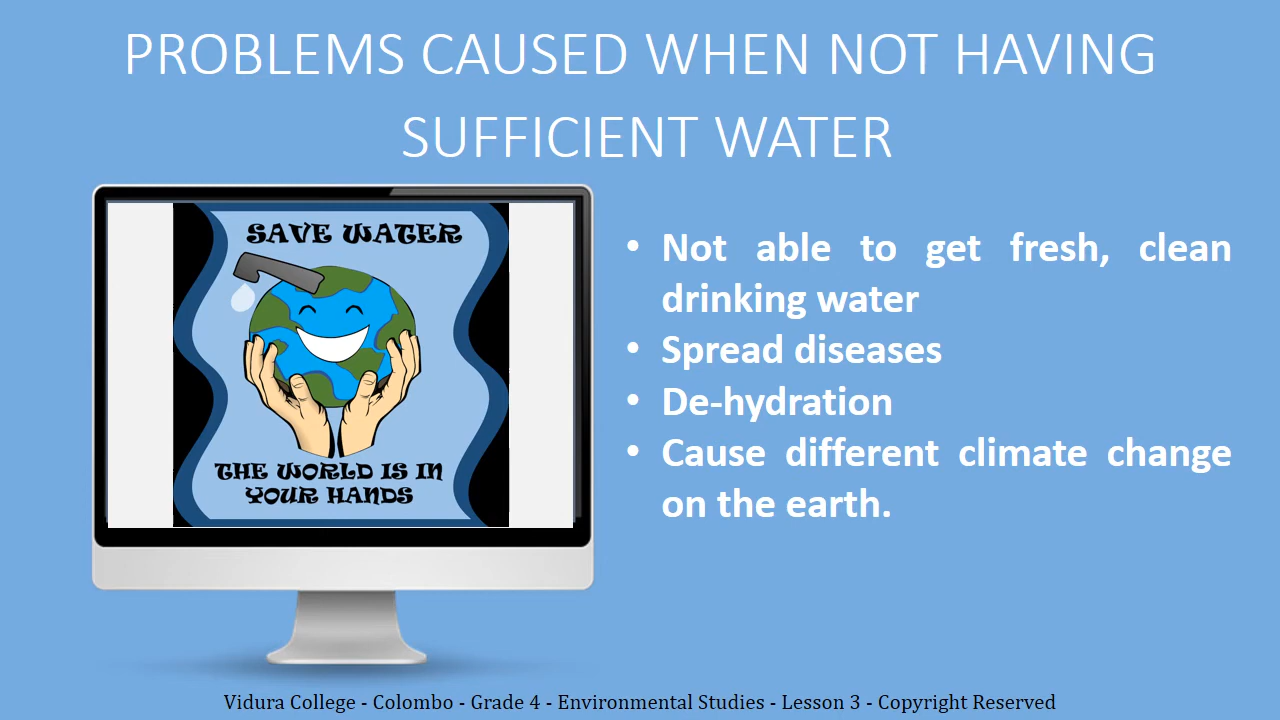 PROBLEMS CAUSED WHEN NOT HAVING
SUFFICIENT WATER
SAVE WATER
THE WORLD IS IN
YOUR HANDS
• Not able to get fresh, clean
drinking water
• Spread diseases
• De-hydration
• Cause different climate change
on the earth.
Vidura College - Colombo - Grade 4 - Environmental Studies - Lesson 3 - Copyright Reserved